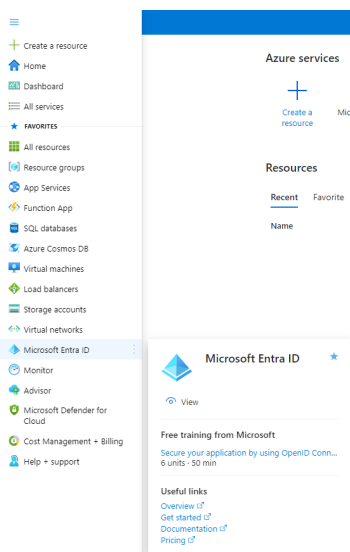 Create a resource
Home
Dashboard
All services
FAVORITES
All resources
Resource groups
App Services
Function App
SQL databases
Azure Cosmos DB
Virtual machines
Load balancers
Storage accounts
Virtual networks
Microsoft Entra ID
Monitor
Advisor
Microsoft Defender for
Cloud
Cost Management + Billing
Help + support
Azure services
Create a
resource
Resources
Recent Favorite
Name
Microsoft Entra ID
View
Free training from Microsoft
Secure your application by using OpenID Conn...
6 units · 50 min
Useful links
Overview
Get started
Documentation
Pricing